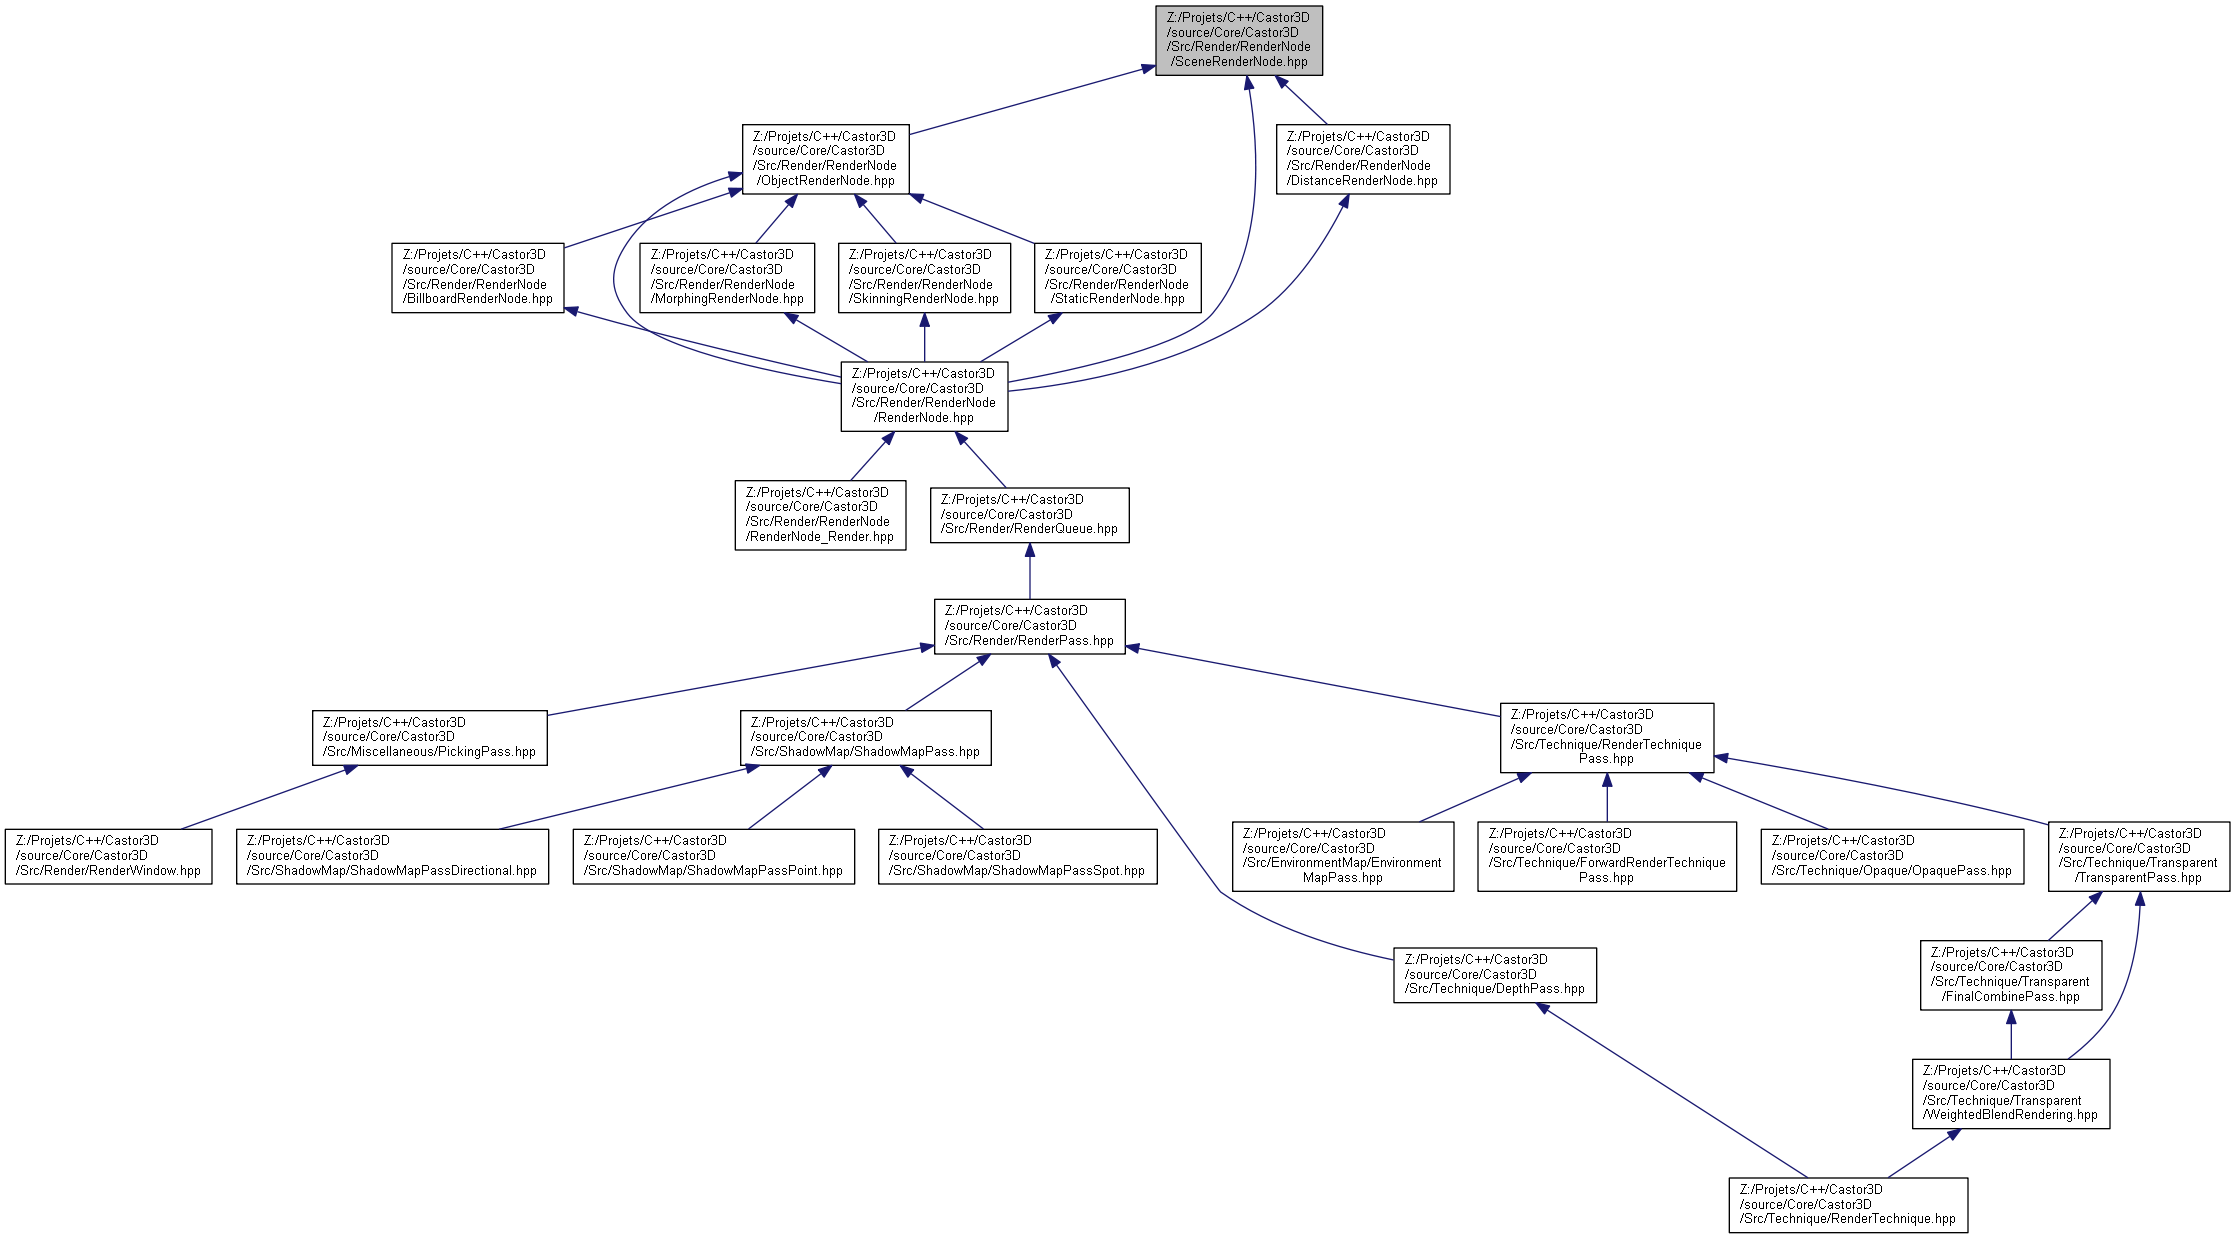 Z:/Projets/C++/Castor3D
/source/Core/Castor3D
/Src/Render/RenderNode
/SceneRenderNode.hpp
Z:/Projets/C++/Castor3D
/source/Core/Castor3D
/Src/Render/RenderNode
/ObjectRenderNode.hpp
Z:/Projets/C++/Castor3D
/source/Core/Castor3D
/Src/Render/RenderNode
/DistanceRenderNode.hpp
Z:/Projets/C++/Castor3D
/source/Core/Castor3D
/Src/Render/RenderNode
/BillboardRenderNode.hpp
Z:/Projets/C++/Castor3D
/source/Core/Castor3D
/Src/Render/RenderNode
/MorphingRenderNode.hpp
Z:/Projets/C++/Castor3D
/source/Core/Castor3D
/Src/Render/RenderNode
/SkinningRenderNode.hpp
Z:/Projets/C++/Castor3D
/source/Core/Castor3D
/Src/Render/RenderNode
/StaticRenderNode.hpp
Z:/Projets/C++/Castor3D
/source/Core/Castor3D
/Src/Render/RenderNode
/RenderNode.hpp
Z:/Projets/C++/Castor3D
/source/Core/Castor3D
/Src/Render/RenderNode
/RenderNode_Render.hpp
Z:/Projets/C++/Castor3D
/source/Core/Castor3D
/Src/Render/RenderQueue.hpp
Z:/Projets/C++/Castor3D
/source/Core/Castor3D
/Src/Render/RenderPass.hpp
Z:/Projets/C++/Castor3D
/source/Core/Castor3D
/Src/Miscellaneous/PickingPass.hpp
Z:/Projets/C++/Castor3D
/source/Core/Castor3D
/Src/ShadowMap/ShadowMapPass.hpp
Z:/Projets/C++/Castor3D
/source/Core/Castor3D
/Src/Technique/RenderTechnique
Pass.hpp
Z:/Projets/C++/Castor3D
/source/Core/Castor3D
/Src/Render/RenderWindow.hpp
Z:/Projets/C++/Castor3D
/source/Core/Castor3D
/Src/ShadowMap/ShadowMapPassDirectional.hpp
Z:/Projets/C++/Castor3D
/source/Core/Castor3D
/Src/ShadowMap/ShadowMapPassPoint.hpp
Z:/Projets/C++/Castor3D
/source/Core/Castor3D
/Src/ShadowMap/ShadowMapPassSpot.hpp
Z:/Projets/C++/Castor3D
/source/Core/Castor3D
/Src/EnvironmentMap/Environment
MapPass.hpp
Z:/Projets/C++/Castor3D
/source/Core/Castor3D
/Src/Technique/ForwardRenderTechnique
Pass.hpp
Z:/Projets/C++/Castor3D
/source/Core/Castor3D
/Src/Technique/Opaque/OpaquePass.hpp
Z:/Projets/C++/Castor3D
/source/Core/Castor3D
/Src/Technique/Transparent
/TransparentPass.hpp
Z:/Projets/C++/Castor3D
/source/Core/Castor3D
/Src/Technique/DepthPass.hpp
Z:/Projets/C++/Castor3D
/source/Core/Castor3D
/Src/Technique/Transparent
/FinalCombinePass.hpp
Z:/Projets/C++/Castor3D
/source/Core/Castor3D
/Src/Technique/Transparent
/WeightedBlendRendering.hpp
Z:/Projets/C++/Castor3D
/source/Core/Castor3D
/Src/Technique/RenderTechnique.hpp